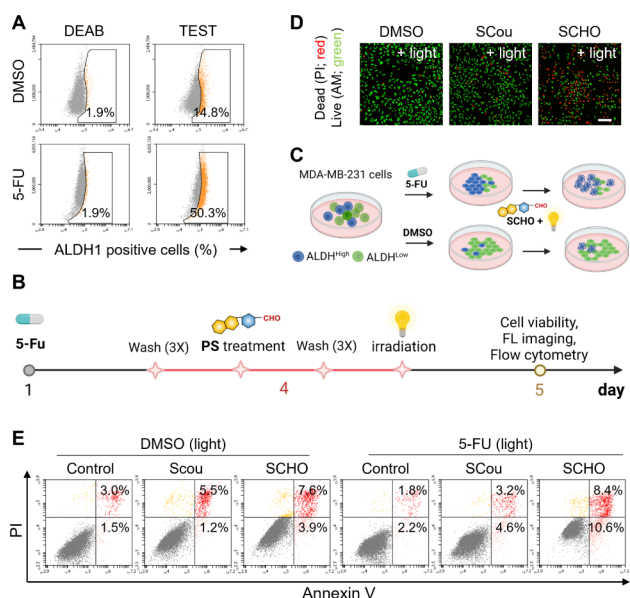 A
DEAB
TEST
DMSO
1.9%
14.8%
5-FU
1.9%
50.3%
ALDH1 positive cells (%)
D
DMSO
SCou
SCHO
Dead (PI; red)
Live (AM; green)
+ light
+ light
+ light
C
MDA-MB-231 cells
5-FU
DMSO
CHO
SCHO +
ALDHHigh
ALDHLow
B
5-Fu
CHO
Wash (3X)
PS treatment
Wash (3X)
irradiation
Cell viability,
FL imaging,
Flow cytometry
1
4
5
day
E
DMSO (light)
5-FU (light)
Control
Scou
SCHO
Control
SCou
SCHO
3.0%
5.5%
7.6%
1.8%
3.2%
8.4%
1.5%
1.2%
3.9%
2.2%
4.6%
10.6%
PI
Annexin V